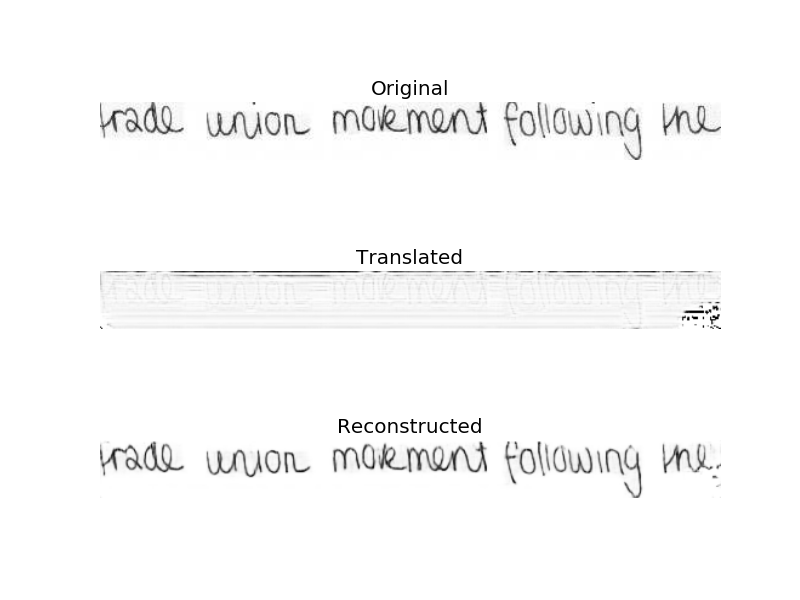 Original
trade union movement following the
Translated
trade union movement following the
Reconstructed
trade union movement following the